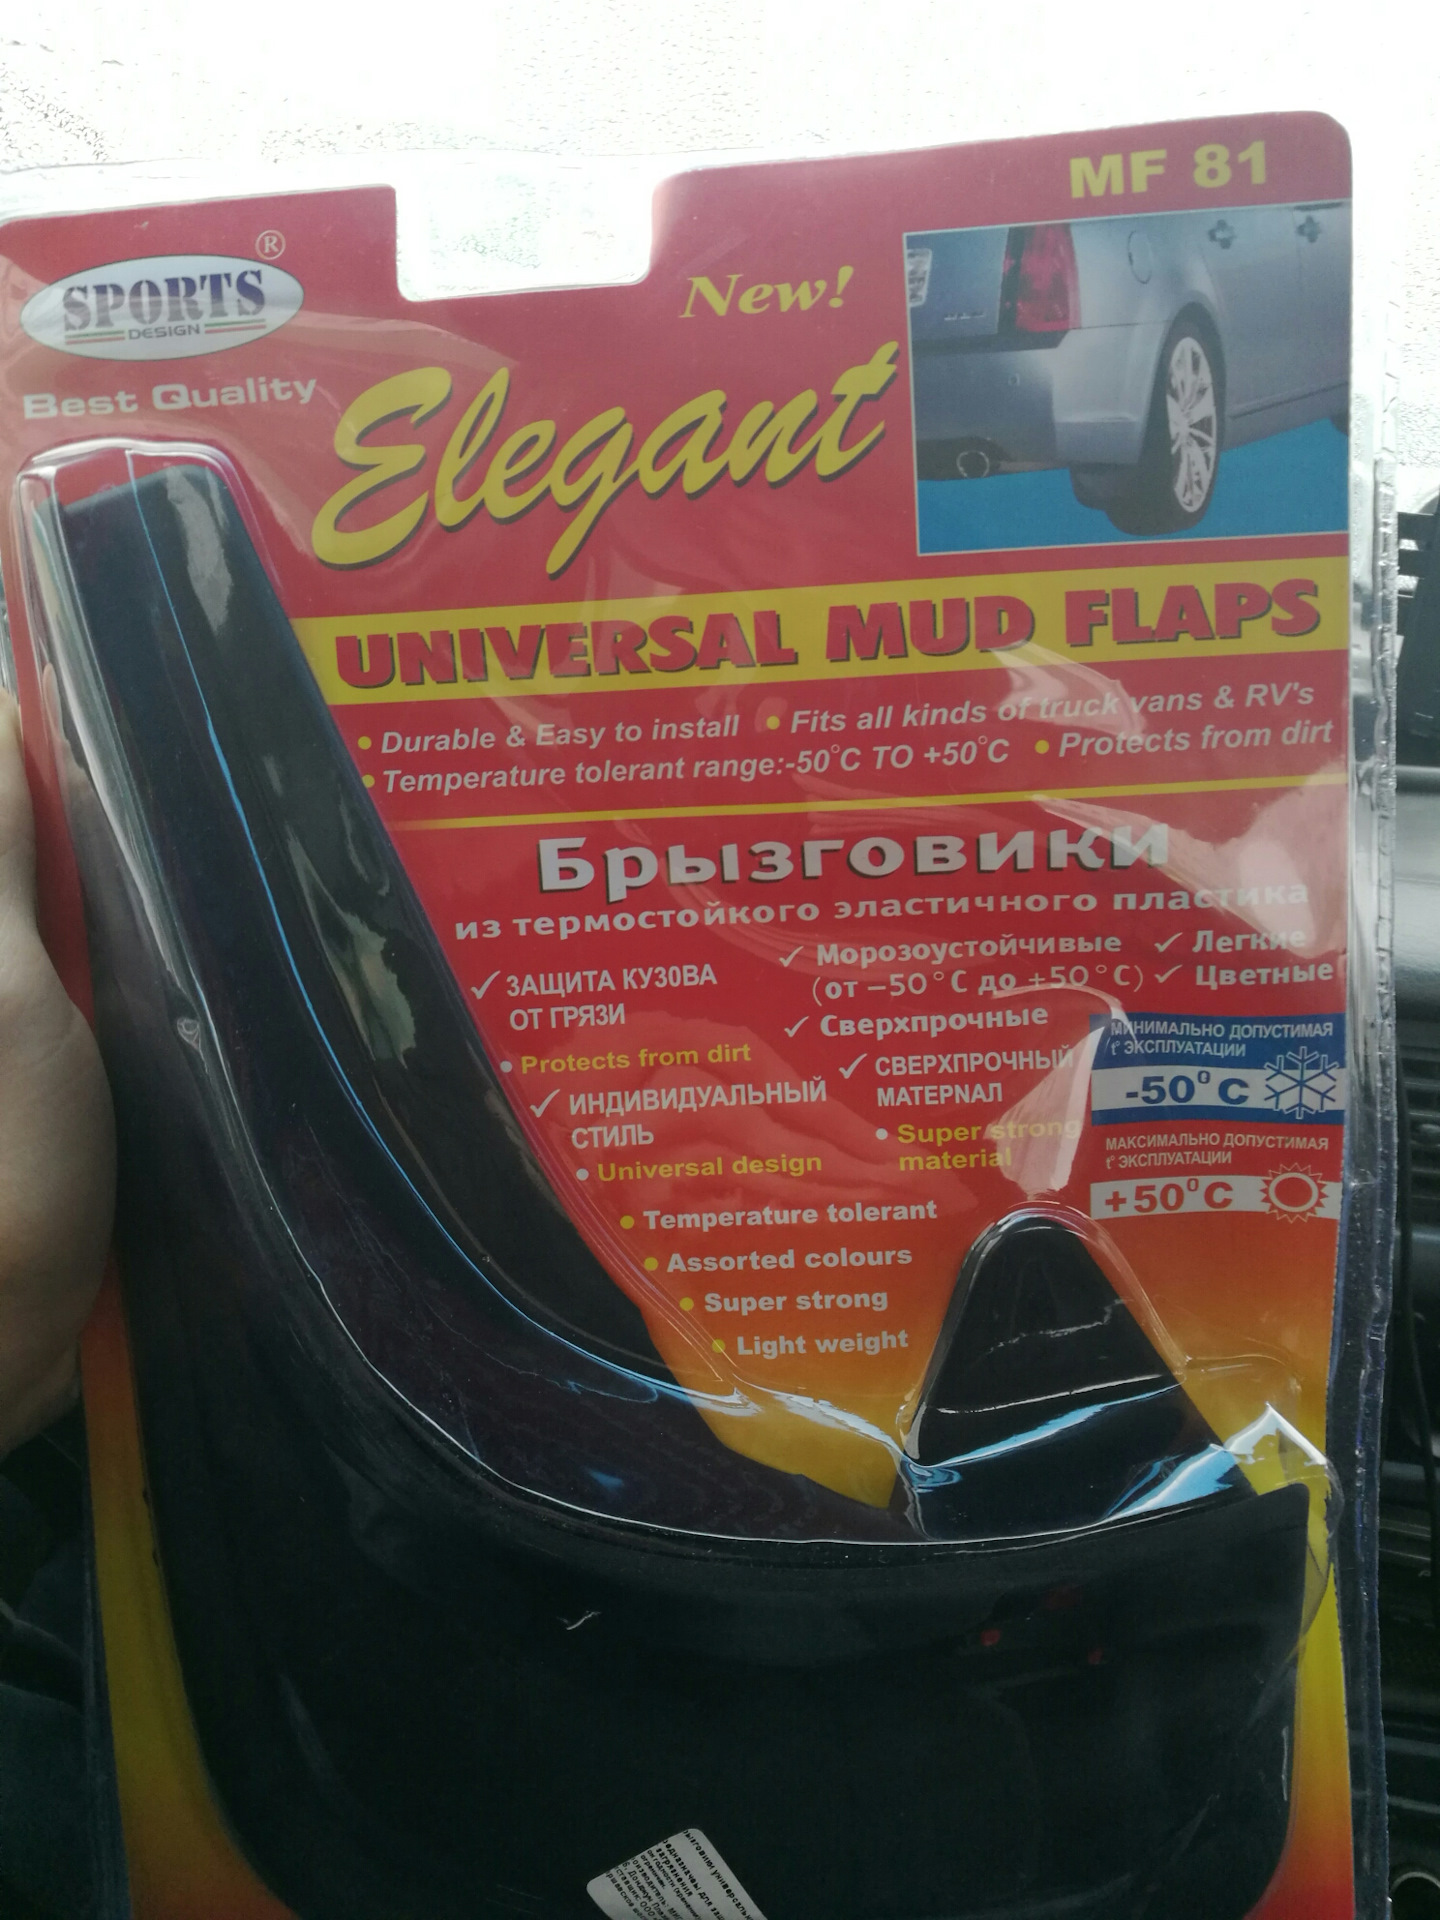 MF 81
SPORTS ®
DESIGN
Best Quality
New!
Elegant
UNIVERSAL MUD FLAPS
• Durable & Easy to install • Fits all kinds of truck vans & RV's
• Temperature tolerant range:-50°C TO +50°C • Protects from dirt
Брызговики
из термостойкого эластичного пластика
✓ ЗАЩИТА КУЗОВА
ОТ ГРЯЗИ
• Protects from dirt
✓ ИНДИВИДУАЛЬНЫЙ
СТИЛЬ
• Universal design
✓ Морозоустойчивые
(от –50°C до +50°C)
✓ Сверхпрочные
✓ Легкие
✓ Цветные
✓ СВЕРХПРОЧНЫЙ
МАТЕРNАЛ
• Super strong
material
МИНИМАЛЬНО ДОПУСТИМАЯ
t° ЭКСПЛУАТАЦИИ
-50°C
МАКСИМАЛЬНО ДОПУСТИМАЯ
t° ЭКСПЛУАТАЦИИ
+50°C
• Temperature tolerant
• Assorted colours
• Super strong
• Light weight